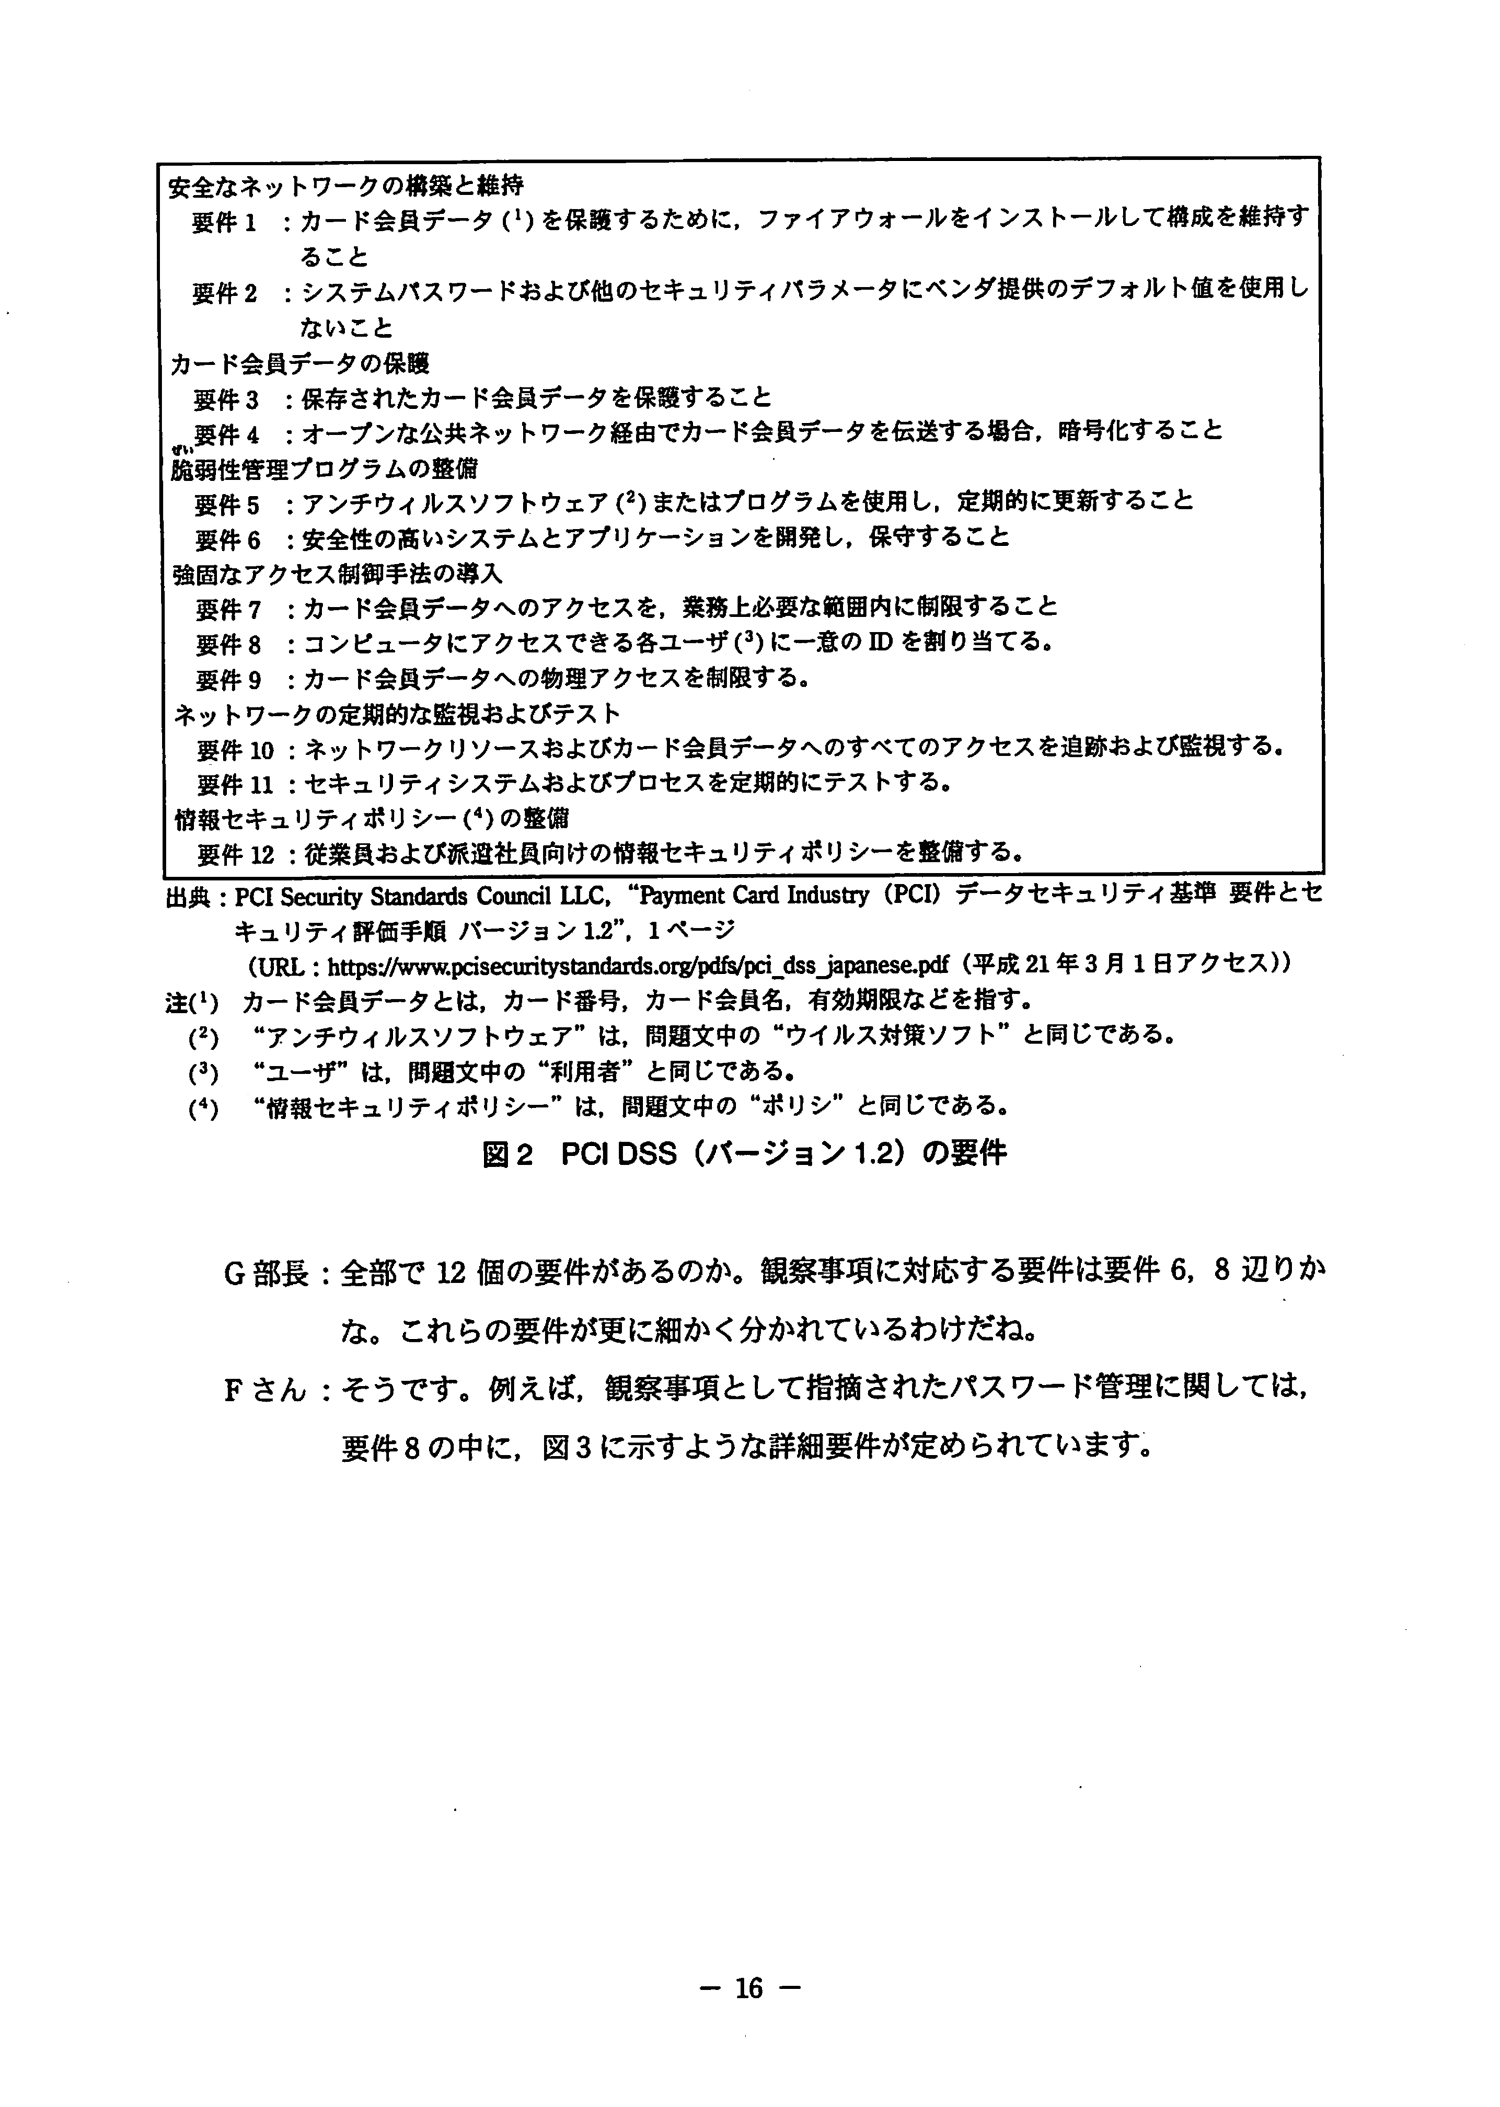 安全なネットワークの構築と維持
要件 1 ：カード会員データ (¹) を保護するために，ファイアウォールをインストールして構成を維持す
ること
要件 2 ：システムパスワードおよび他のセキュリティパラメータにベンダ提供のデフォルト値を使用し
ないこと
カード会員データの保護
要件 3 ：保存されたカード会員データを保護すること
要件 4 ：オープンな公共ネットワーク経由でカード会員データを伝送する場合，暗号化すること
ぜい
脆弱性管理プログラムの整備
要件 5 ：アンチウィルスソフトウェア (²) またはプログラムを使用し，定期的に更新すること
要件 6 ：安全性の高いシステムとアプリケーションを開発し，保守すること
強固なアクセス制御手法の導入
要件 7 ：カード会員データへのアクセスを，業務上必要な範囲内に制限すること
要件 8 ：コンピュータにアクセスできる各ユーザ (³) に一意の ID を割り当てる。
要件 9 ：カード会員データへの物理アクセスを制限する。
ネットワークの定期的な監視およびテスト
要件 10 ：ネットワークリソースおよびカード会員データへのすべてのアクセスを追跡および監視する。
要件 11 ：セキュリティシステムおよびプロセスを定期的にテストする。
情報セキュリティポリシー (⁴) の整備
要件 12 ：従業員および派遣社員向けの情報セキュリティポリシーを整備する。
出典：PCI Security Standards Council LLC, “Payment Card Industry（PCI）データセキュリティ基準 要件とセ
キュリティ評価手順 バージョン 1.2”, 1 ページ
（URL：https://www.pcisecuritystandards.org/pdfs/pci_dss_japanese.pdf（平成 21 年 3 月 1 日アクセス））
注(¹) カード会員データとは，カード番号，カード会員名，有効期限などを指す。
(²) “アンチウィルスソフトウェア” は，問題文中の “ウイルス対策ソフト” と同じである。
(³) “ユーザ” は，問題文中の “利用者” と同じである。
(⁴) “情報セキュリティポリシー” は，問題文中の “ポリシ” と同じである。
図 2 PCI DSS（バージョン 1.2）の要件
G 部長：全部で 12 個の要件があるのか。観察事項に対応する要件は要件 6，8 辺りか
な。これらの要件が更に細かく分かれているわけだね。
F さん：そうです。例えば，観察事項として指摘されたパスワード管理に関しては，
要件 8 の中に，図 3 に示すような詳細要件が定められています。
－ 16 －